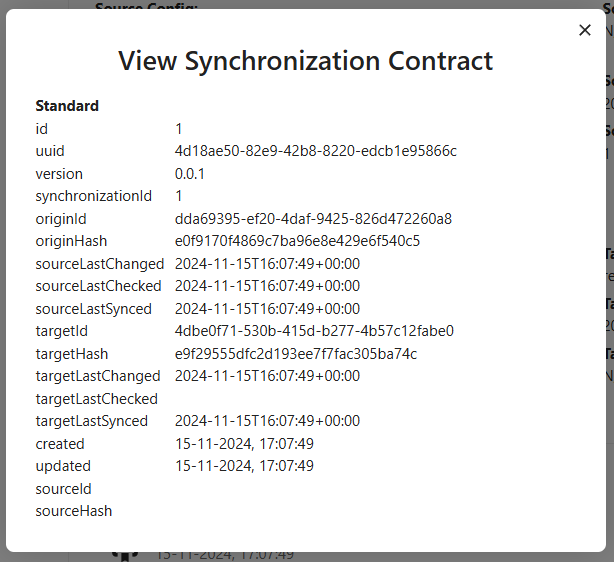 Source Config:
View Synchronization Contract
Standard
id 1
uuid 4d18ae50-82e9-42b8-8220-edcb1e95866c
version 0.0.1
synchronizationId 1
originId dda69395-ef20-4daf-9425-826d472260a8
originHash e0f9170f4869c7ba96e8e429e6f540c5
sourceLastChanged 2024-11-15T16:07:49+00:00
sourceLastChecked 2024-11-15T16:07:49+00:00
sourceLastSynced 2024-11-15T16:07:49+00:00
targetId 4dbe0f71-530b-415d-b277-4b57c12fabe0
targetHash e9f29555dfc2d193ee7f7fac305ba74c
targetLastChanged 2024-11-15T16:07:49+00:00
targetLastChecked
targetLastSynced 2024-11-15T16:07:49+00:00
created 15-11-2024, 17:07:49
updated 15-11-2024, 17:07:49
sourceId
sourceHash
15-11-2024, 17:07:49